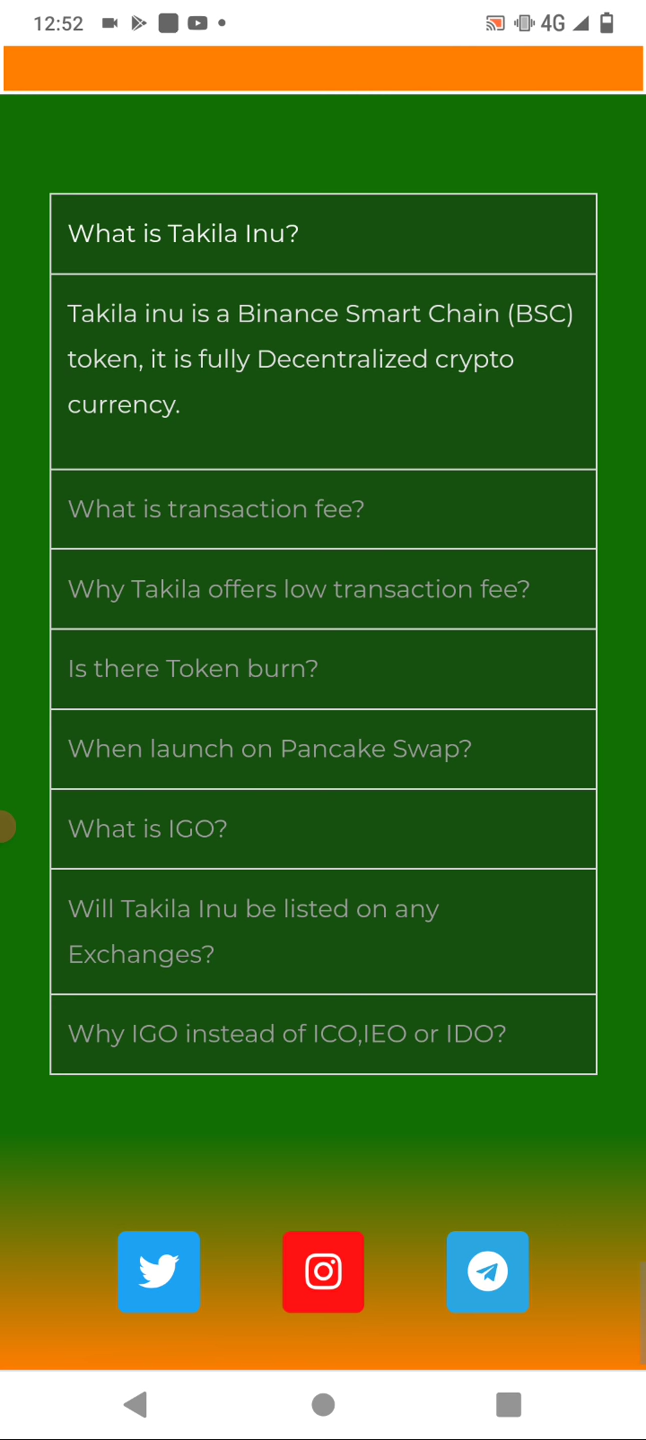 12:52
4G
What is Takila Inu?
Takila inu is a Binance Smart Chain (BSC)
token, it is fully Decentralized crypto
currency.
What is transaction fee?
Why Takila offers low transaction fee?
Is there Token burn?
When launch on Pancake Swap?
What is IGO?
Will Takila Inu be listed on any
Exchanges?
Why IGO instead of ICO,IEO or IDO?